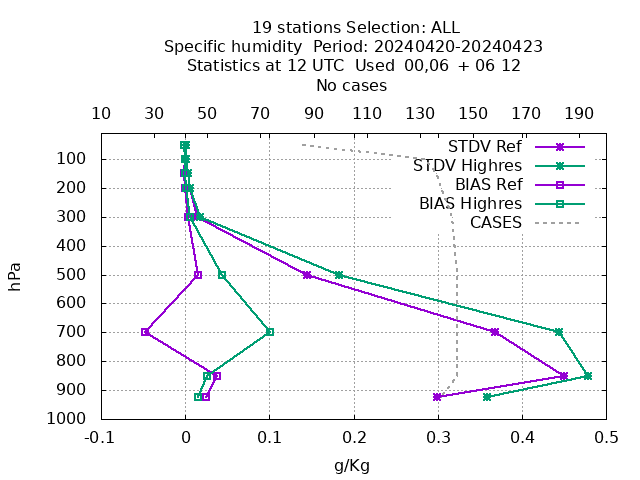 19 stations Selection: ALL
Specific humidity  Period: 20240420-20240423
Statistics at 12 UTC  Used  00,06  + 06 12
No cases
10 30 50 70 90 110 130 150 170 190
STDV Ref
STDV Highres
BIAS Ref
BIAS Highres
CASES
100
200
300
400
500
600
700
800
900
1000
hPa
-0.1 0 0.1 0.2 0.3 0.4 0.5
g/Kg